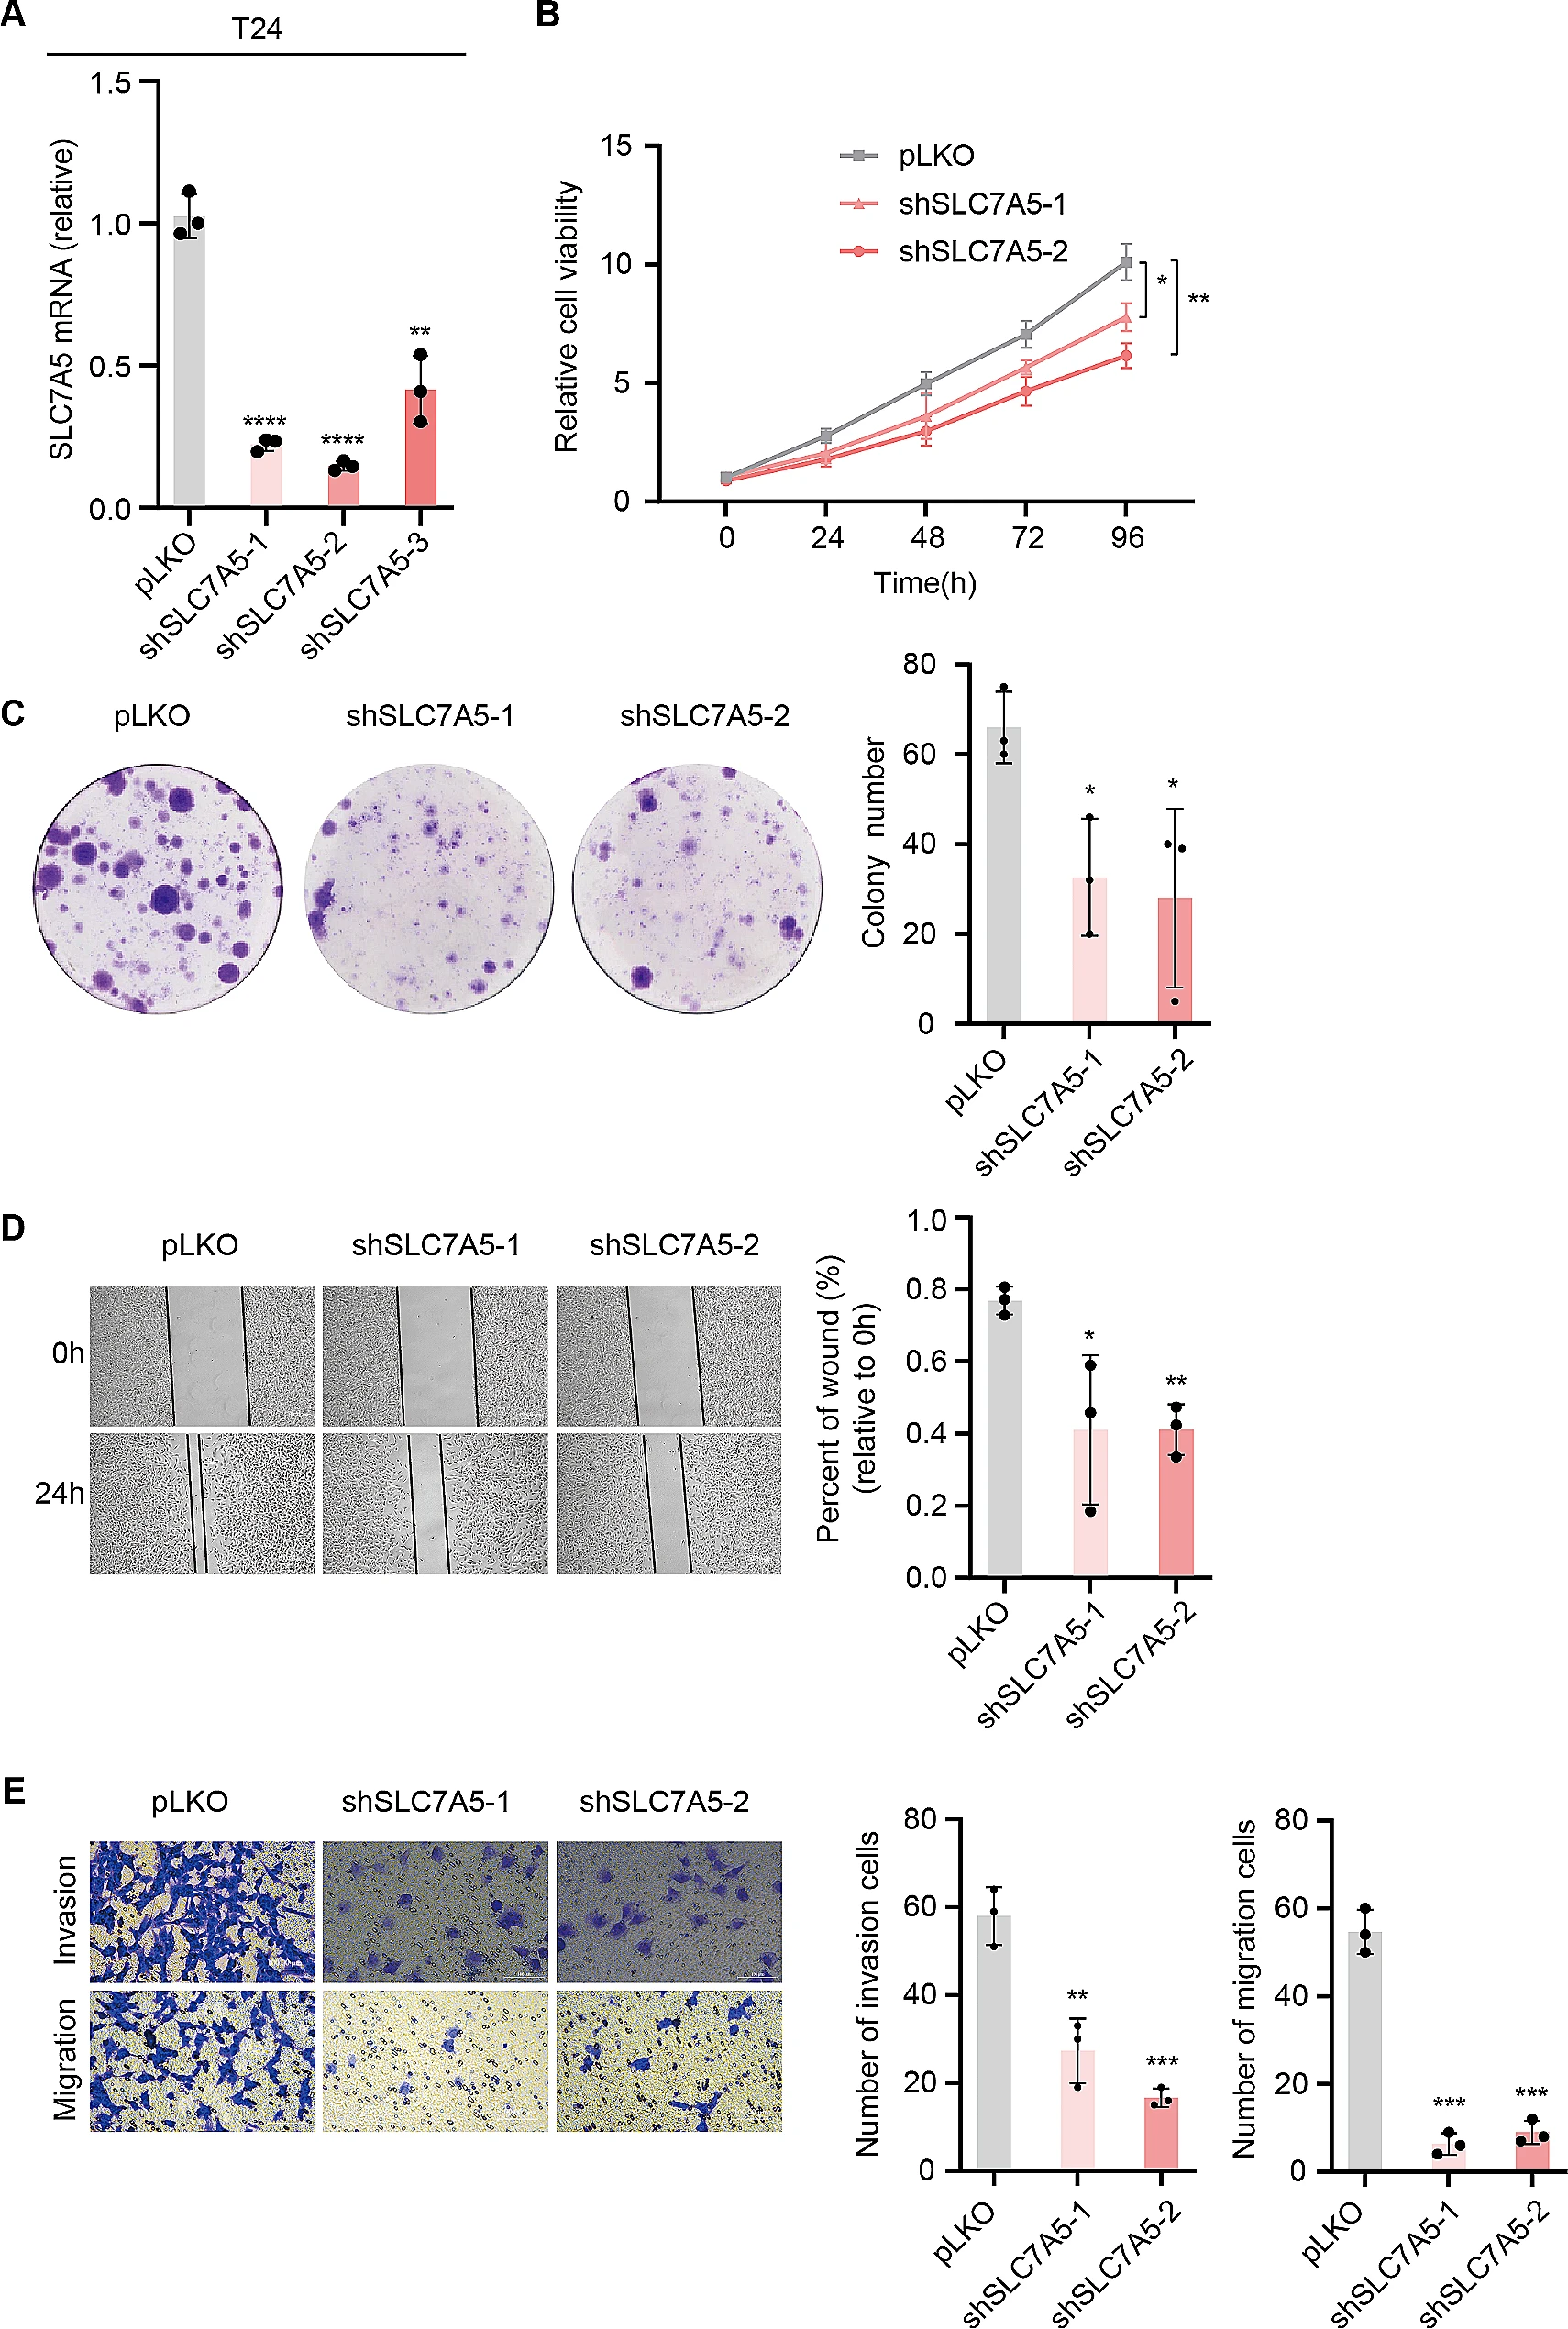 A
T24
SLC7A5 mRNA (relative)
1.5
1.0
0.5
0.0
**** 
****
**
pLKO
shSLC7A5-1
shSLC7A5-2
shSLC7A5-3
B
Relative cell viability
15
10
5
0
pLKO
shSLC7A5-1
shSLC7A5-2
*
**
0 24 48 72 96
Time(h)
C
pLKO shSLC7A5-1 shSLC7A5-2
Colony number
80
60
40
20
0
*
*
pLKO
shSLC7A5-1
shSLC7A5-2
D
pLKO shSLC7A5-1 shSLC7A5-2
0h
24h
Percent of wound (%)
(relative to 0h)
1.0
0.8
0.6
0.4
0.2
0.0
*
**
pLKO
shSLC7A5-1
shSLC7A5-2
E
pLKO shSLC7A5-1 shSLC7A5-2
Invasion
Migration
Number of invasion cells
80
60
40
20
0
**
***
pLKO
shSLC7A5-1
shSLC7A5-2
Number of migration cells
80
60
40
20
0
***
***
pLKO
shSLC7A5-1
shSLC7A5-2